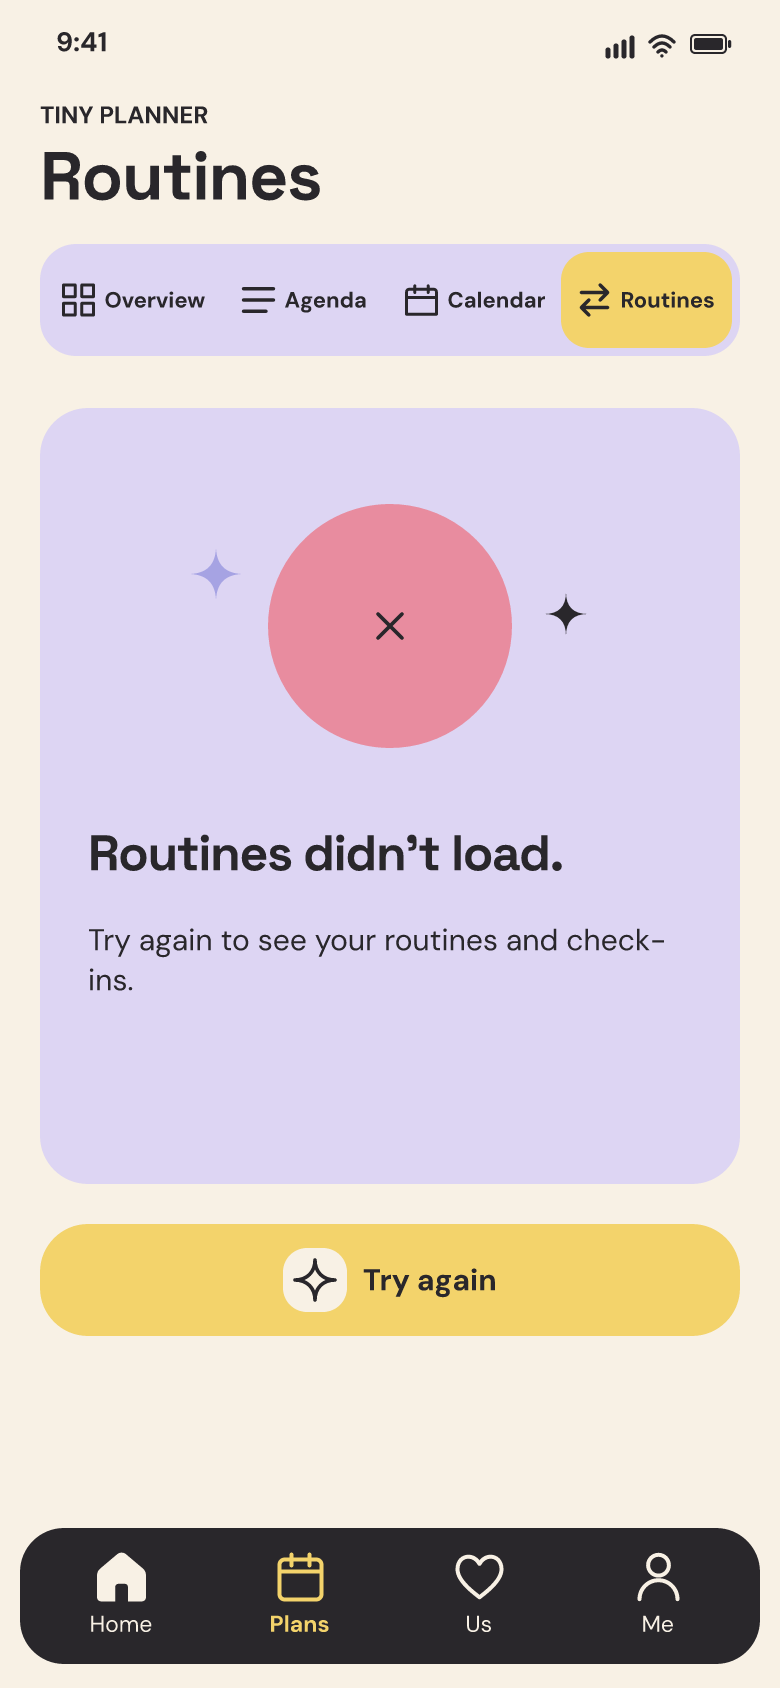 9:41
TINY PLANNER
Routines
Overview Agenda Calendar Routines
Routines didn’t load.
Try again to see your routines and check-
ins.
Try again
Home Plans Us Me